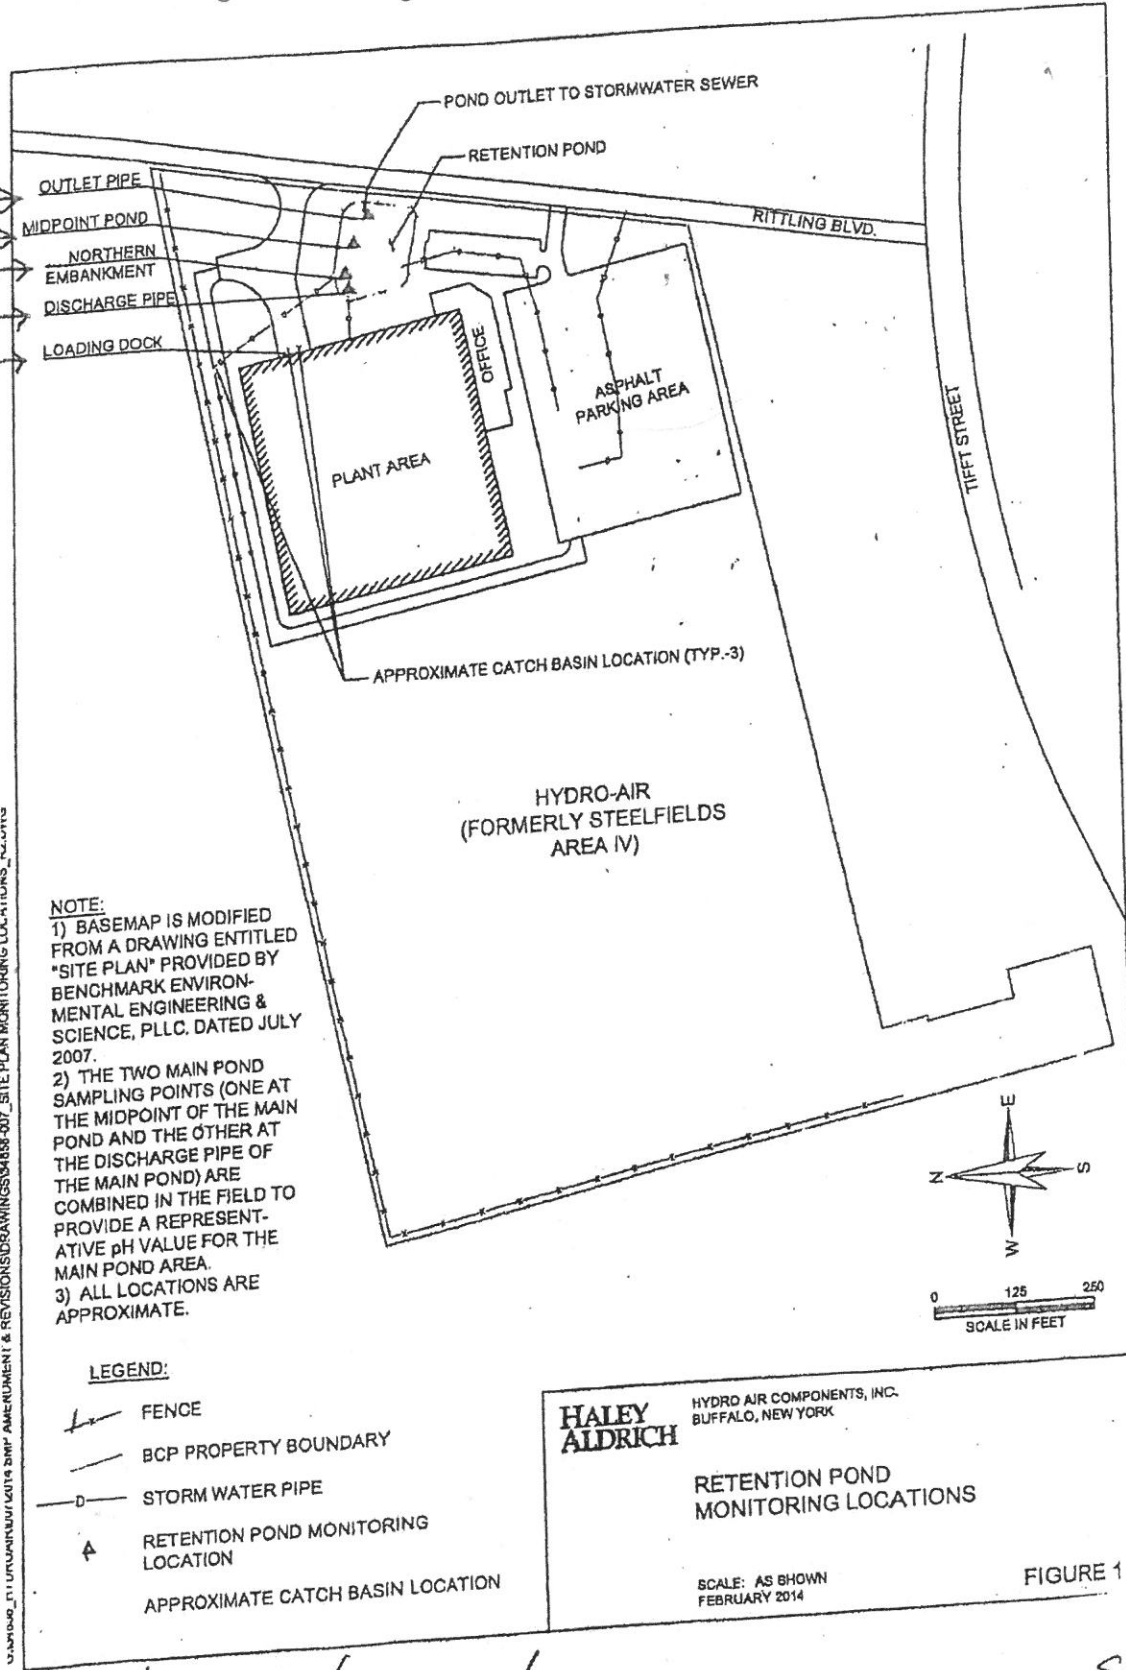 POND OUTLET TO STORMWATER SEWER
RETENTION POND
OUTLET PIPE
MIDPOINT POND
NORTHERN
EMBANKMENT
DISCHARGE PIPE
LOADING DOCK
RITTLING BLVD.
OFFICE
ASPHALT
PARKING AREA
PLANT AREA
TIFFT STREET
APPROXIMATE CATCH BASIN LOCATION (TYP.-3)
HYDRO-AIR
(FORMERLY STEELFIELDS
AREA IV)
NOTE:
1) BASEMAP IS MODIFIED
FROM A DRAWING ENTITLED
"SITE PLAN" PROVIDED BY
BENCHMARK ENVIRON-
MENTAL ENGINEERING &
SCIENCE, PLLC. DATED JULY
2007.
2) THE TWO MAIN POND
SAMPLING POINTS (ONE AT
THE MIDPOINT OF THE MAIN
POND AND THE OTHER AT
THE DISCHARGE PIPE OF
THE MAIN POND) ARE
COMBINED IN THE FIELD TO
PROVIDE A REPRESENT-
ATIVE pH VALUE FOR THE
MAIN POND AREA.
3) ALL LOCATIONS ARE
APPROXIMATE.
E
N
S
W
0 125 250
SCALE IN FEET
LEGEND:
FENCE
BCP PROPERTY BOUNDARY
D
STORM WATER PIPE
RETENTION POND MONITORING
LOCATION
APPROXIMATE CATCH BASIN LOCATION
HALEY
ALDRICH
HYDRO AIR COMPONENTS, INC.
BUFFALO, NEW YORK
RETENTION POND
MONITORING LOCATIONS
SCALE: AS SHOWN
FEBRUARY 2014
FIGURE 1